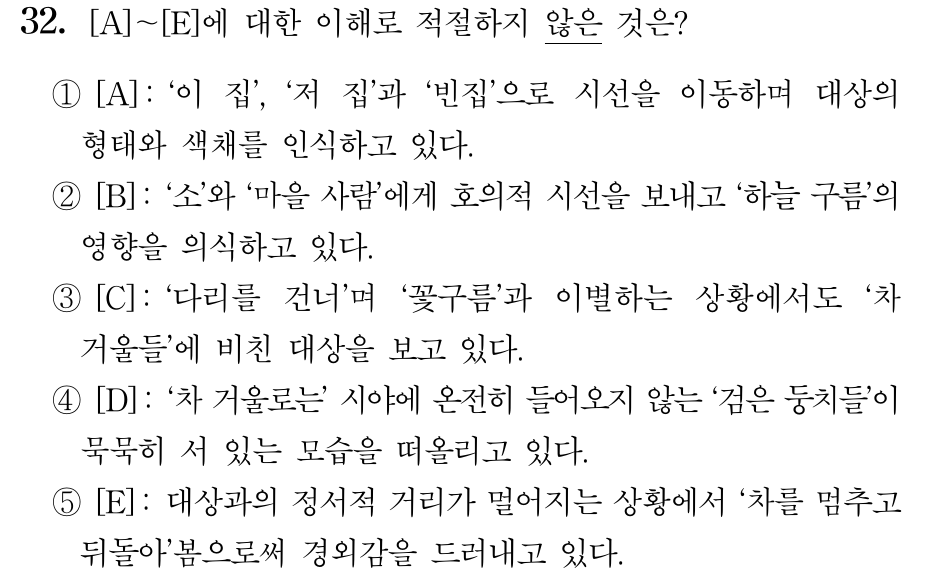 32. [A]~[E]에 대한 이해로 적절하지 않은 것은?
① [A]: ‘이 집’, ‘저 집’과 ‘빈집’으로 시선을 이동하며 대상의
형태와 색채를 인식하고 있다.
② [B]: ‘소’와 ‘마을 사람’에게 호의적 시선을 보내고 ‘하늘 구름’의
영향을 의식하고 있다.
③ [C]: ‘다리를 건너’며 ‘꽃구름’과 이별하는 상황에서도 ‘차
거울들’에 비친 대상을 보고 있다.
④ [D]: ‘차 거울로는’ 시야에 온전히 들어오지 않는 ‘검은 둥치들’이
묵묵히 서 있는 모습을 떠올리고 있다.
⑤ [E]: 대상과의 정서적 거리가 멀어지는 상황에서 ‘차를 멈추고
뒤돌아’봄으로써 경외감을 드러내고 있다.